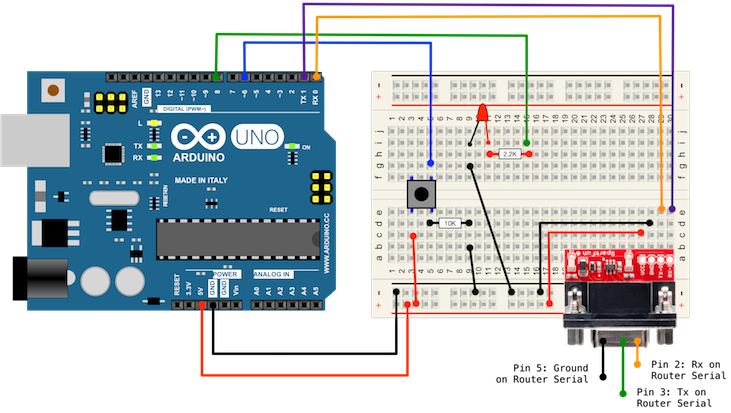 AREF
GND
13
12
~11
~10
~9
8
7
~6
~5
4
~3
2
TX 1
RX 0
DIGITAL (PWM~)
L
TX
RX
UNO
ON
ARDUINO
MADE IN ITALY
RESET
WWW.ARDUINO.CC
POWER
ANALOG IN
RESET
3.3V
5V
GND
GND
Vin
A0
A1
A2
A3
A4
A5
2.2K
10K
SparkFun
Pin 5: Ground
on Router Serial
Pin 2: Rx on
Router Serial
Pin 3: Tx on
Router Serial